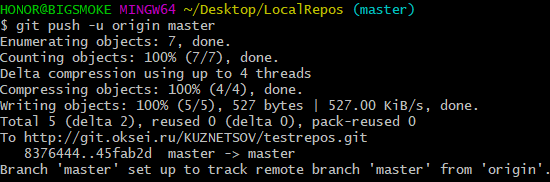 HONOR@BIGSMOKE MINGW64 ~/Desktop/LocalRepos (master)
$ git push -u origin master
Enumerating objects: 7, done.
Counting objects: 100% (7/7), done.
Delta compression using up to 4 threads
Compressing objects: 100% (4/4), done.
Writing objects: 100% (5/5), 527 bytes | 527.00 KiB/s, done.
Total 5 (delta 2), reused 0 (delta 0), pack-reused 0
To http://git.oksei.ru/KUZNETSOV/testrepos.git
   8376444..45fab2d  master -> master
Branch 'master' set up to track remote branch 'master' from 'origin'.